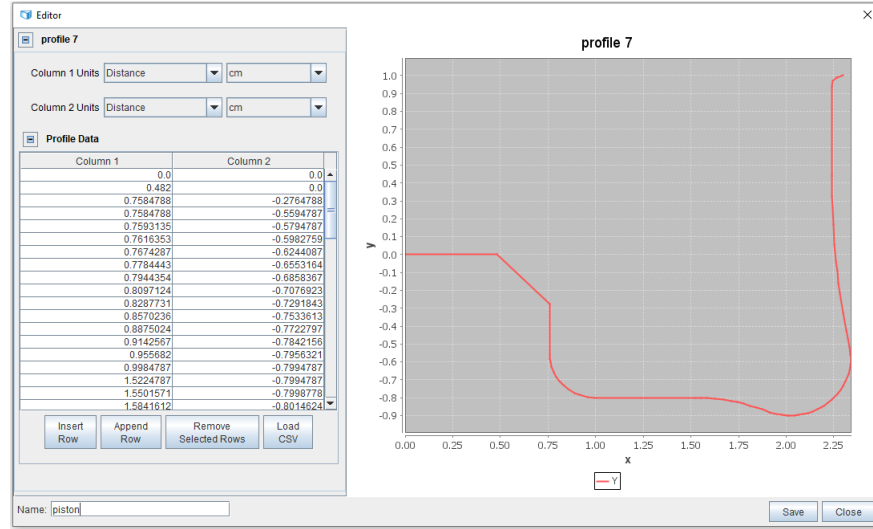 Editor
profile 7
Column 1 Units Distance cm
Column 2 Units Distance cm
Profile Data
Column 1 Column 2
0.0 0.0
0.482 0.0
0.7584788 -0.2764788
0.7584788 -0.5594787
0.7593135 -0.5794787
0.7616353 -0.5982759
0.7674287 -0.6244087
0.7784443 -0.6553164
0.7944354 -0.6858367
0.8097124 -0.7076923
0.8287731 -0.7291843
0.8570236 -0.7533613
0.8875024 -0.7722797
0.9142567 -0.7842156
0.955682 -0.7956321
0.9984787 -0.7994787
1.5224787 -0.7994787
1.5501571 -0.7998778
1.5841612 -0.8014624
Insert Row
Append Row
Remove Selected Rows
Load CSV
profile 7
1.0
0.9
0.8
0.7
0.6
0.5
0.4
0.3
0.2
0.1
0.0
-0.1
-0.2
-0.3
-0.4
-0.5
-0.6
-0.7
-0.8
-0.9
y
0.00 0.25 0.50 0.75 1.00 1.25 1.50 1.75 2.00 2.25
x
Y
Name: piston
Save Close